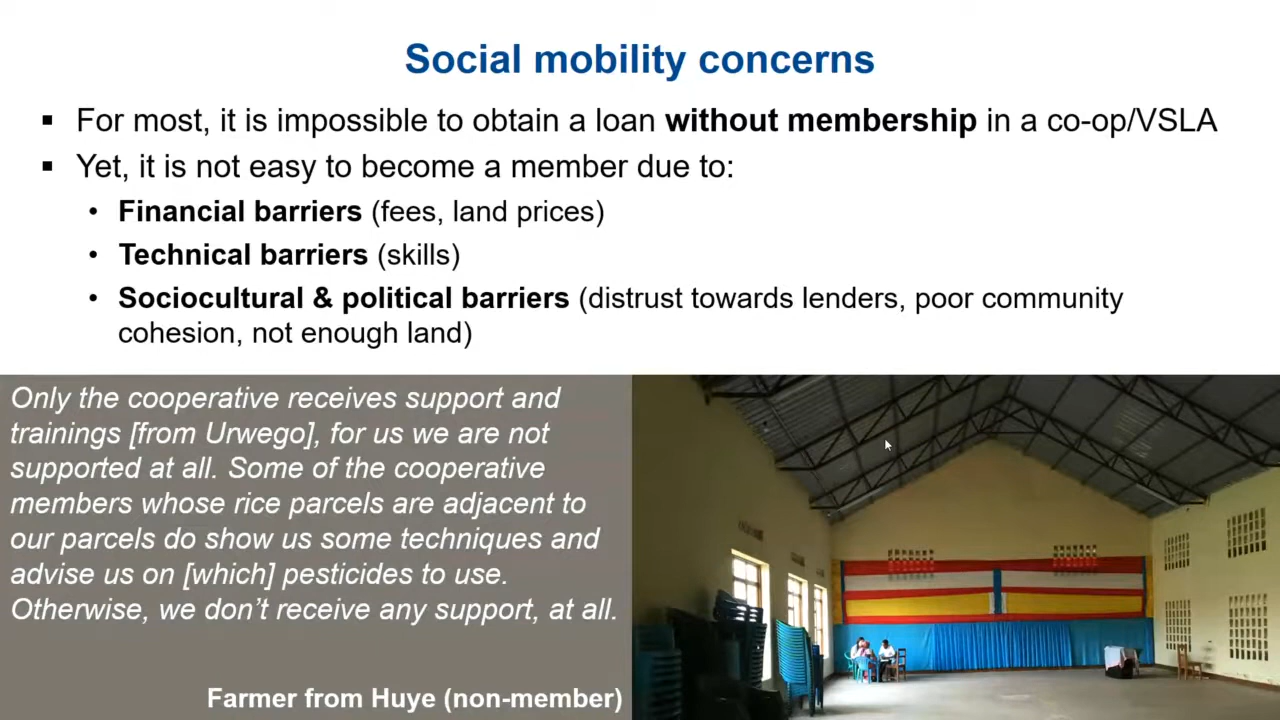 Social mobility concerns
▪ For most, it is impossible to obtain a loan without membership in a co-op/VSLA
▪ Yet, it is not easy to become a member due to:
• Financial barriers (fees, land prices)
• Technical barriers (skills)
• Sociocultural & political barriers (distrust towards lenders, poor community
cohesion, not enough land)
Only the cooperative receives support and
trainings [from Urwego], for us we are not
supported at all. Some of the cooperative
members whose rice parcels are adjacent to
our parcels do show us some techniques and
advise us on [which] pesticides to use.
Otherwise, we don’t receive any support, at all.
Farmer from Huye (non-member)